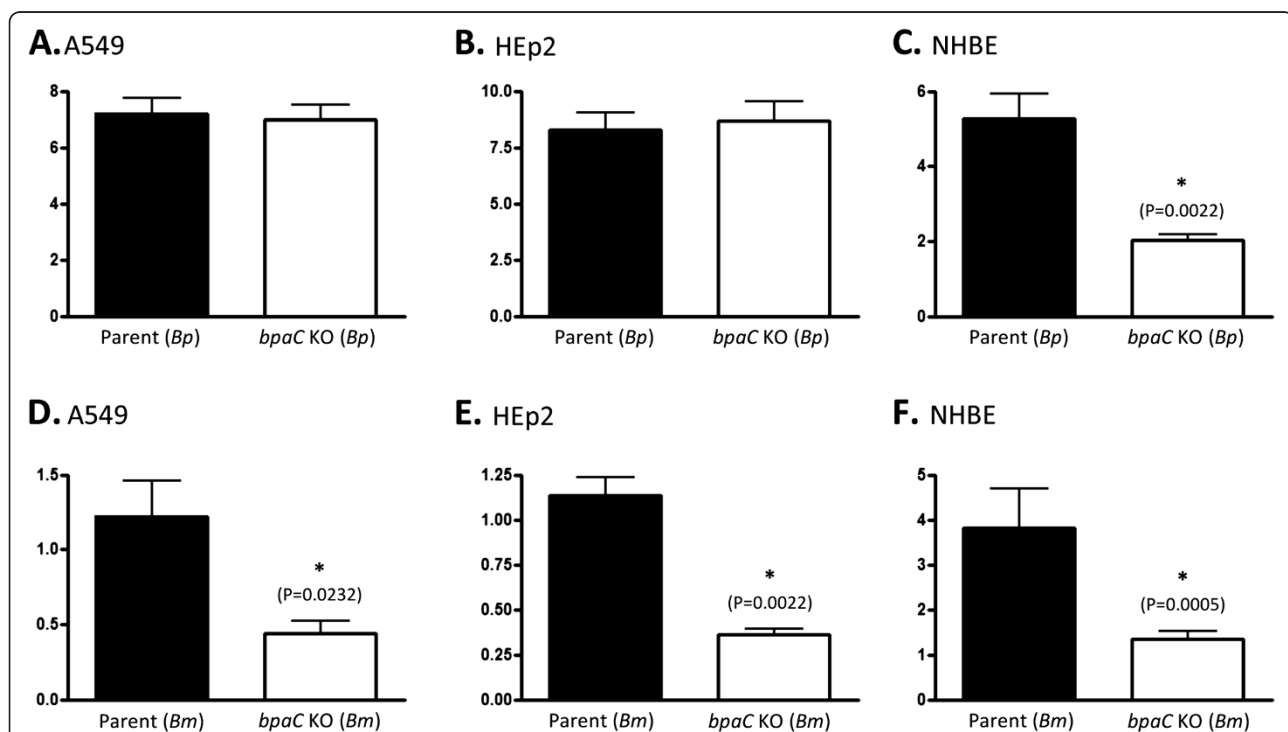 A. A549
8
6
4
2
0
Parent (Bp)
bpaC KO (Bp)
B. HEp2
10.0
7.5
5.0
2.5
0.0
Parent (Bp)
bpaC KO (Bp)
C. NHBE
6
4
2
0
*
(P=0.0022)
Parent (Bp)
bpaC KO (Bp)
D. A549
1.5
1.0
0.5
0.0
*
(P=0.0232)
Parent (Bm)
bpaC KO (Bm)
E. HEp2
1.25
1.00
0.75
0.50
0.25
0.00
*
(P=0.0022)
Parent (Bm)
bpaC KO (Bm)
F. NHBE
5
4
3
2
1
0
*
(P=0.0005)
Parent (Bm)
bpaC KO (Bm)